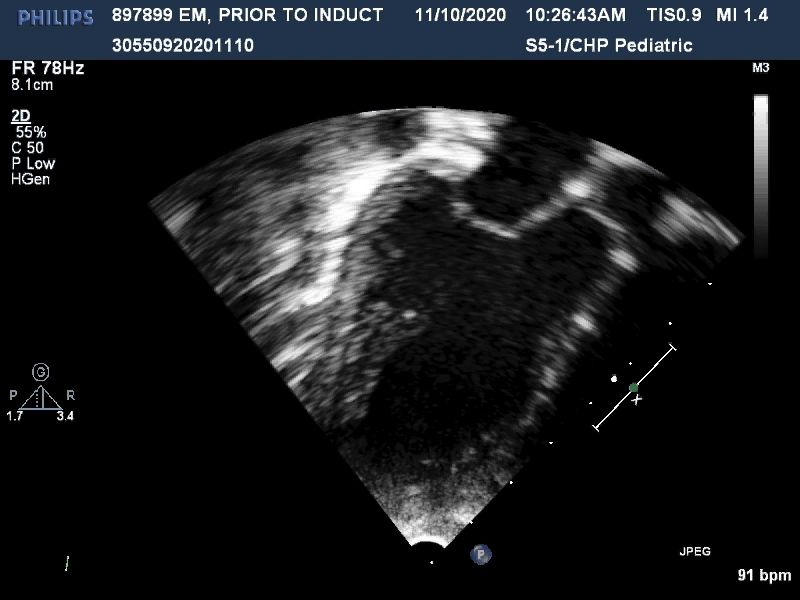 PHILIPS 897899 EM, PRIOR TO INDUCT 11/10/2020 10:26:43AM TIS0.9 MI 1.4
30550920201110 S5-1/CHP Pediatric
FR 78Hz
8.1cm
M3
2D
55%
C 50
P Low
HGen
G
P R
1.7 3.4
P
JPEG
91 bpm